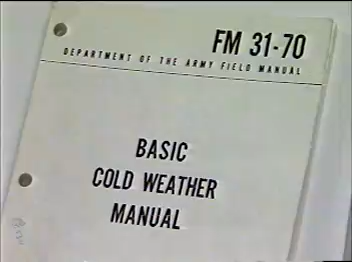 FM 31-70
DEPARTMENT OF THE ARMY FIELD MANUAL
BASIC
COLD WEATHER
MANUAL